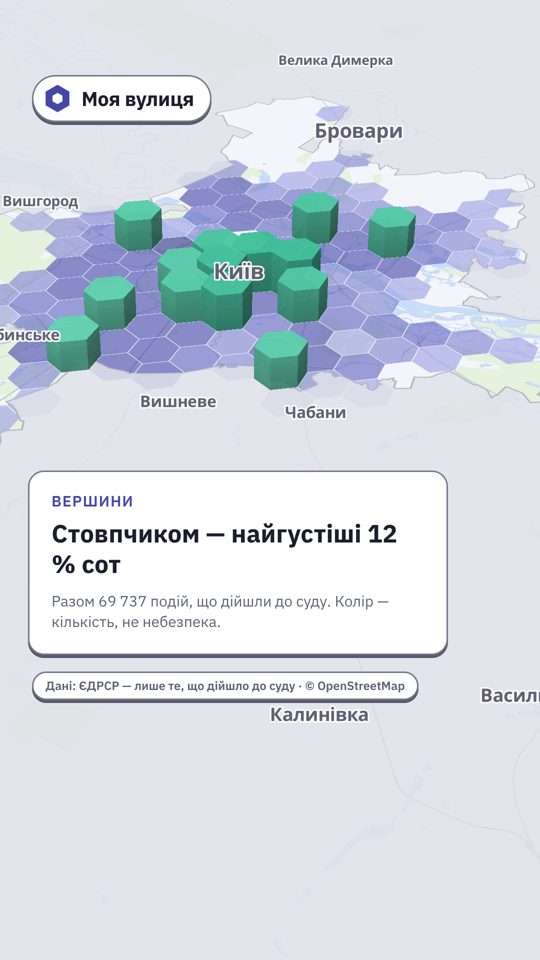 Велика Димерка
Моя вулиця
Бровари
Вишгород
Київ
бинське
Вишневе
Чабани
ВЕРШИНИ
Стовпчиком — найгустіші 12
% сот
Разом 69 737 подій, що дійшли до суду. Колір —
кількість, не небезпека.
Дані: ЄДРСР — лише те, що дійшло до суду · © OpenStreetMap
Васил
Калинівка